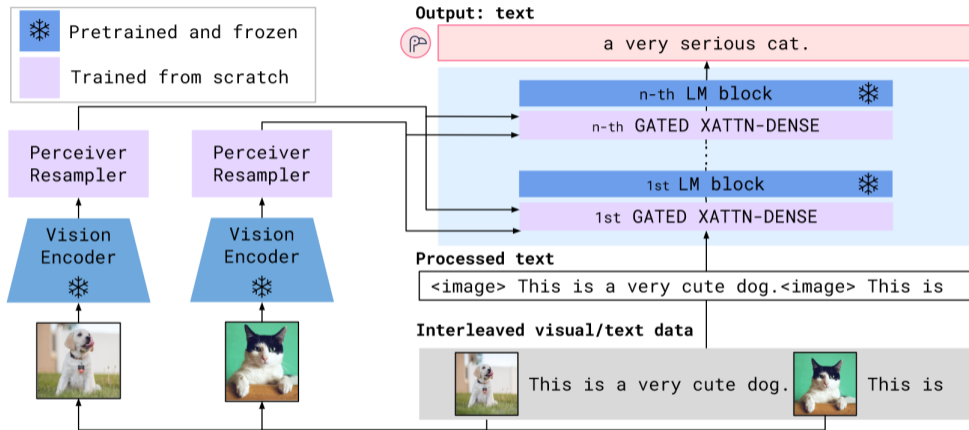 Output: text
Pretrained and frozen
Trained from scratch
a very serious cat.
n-th LM block
n-th GATED XATTN-DENSE
Perceiver
Resampler
Perceiver
Resampler
1st LM block
1st GATED XATTN-DENSE
Vision
Encoder
Vision
Encoder
Processed text
<image> This is a very cute dog.<image> This is
Interleaved visual/text data
This is a very cute dog.
This is